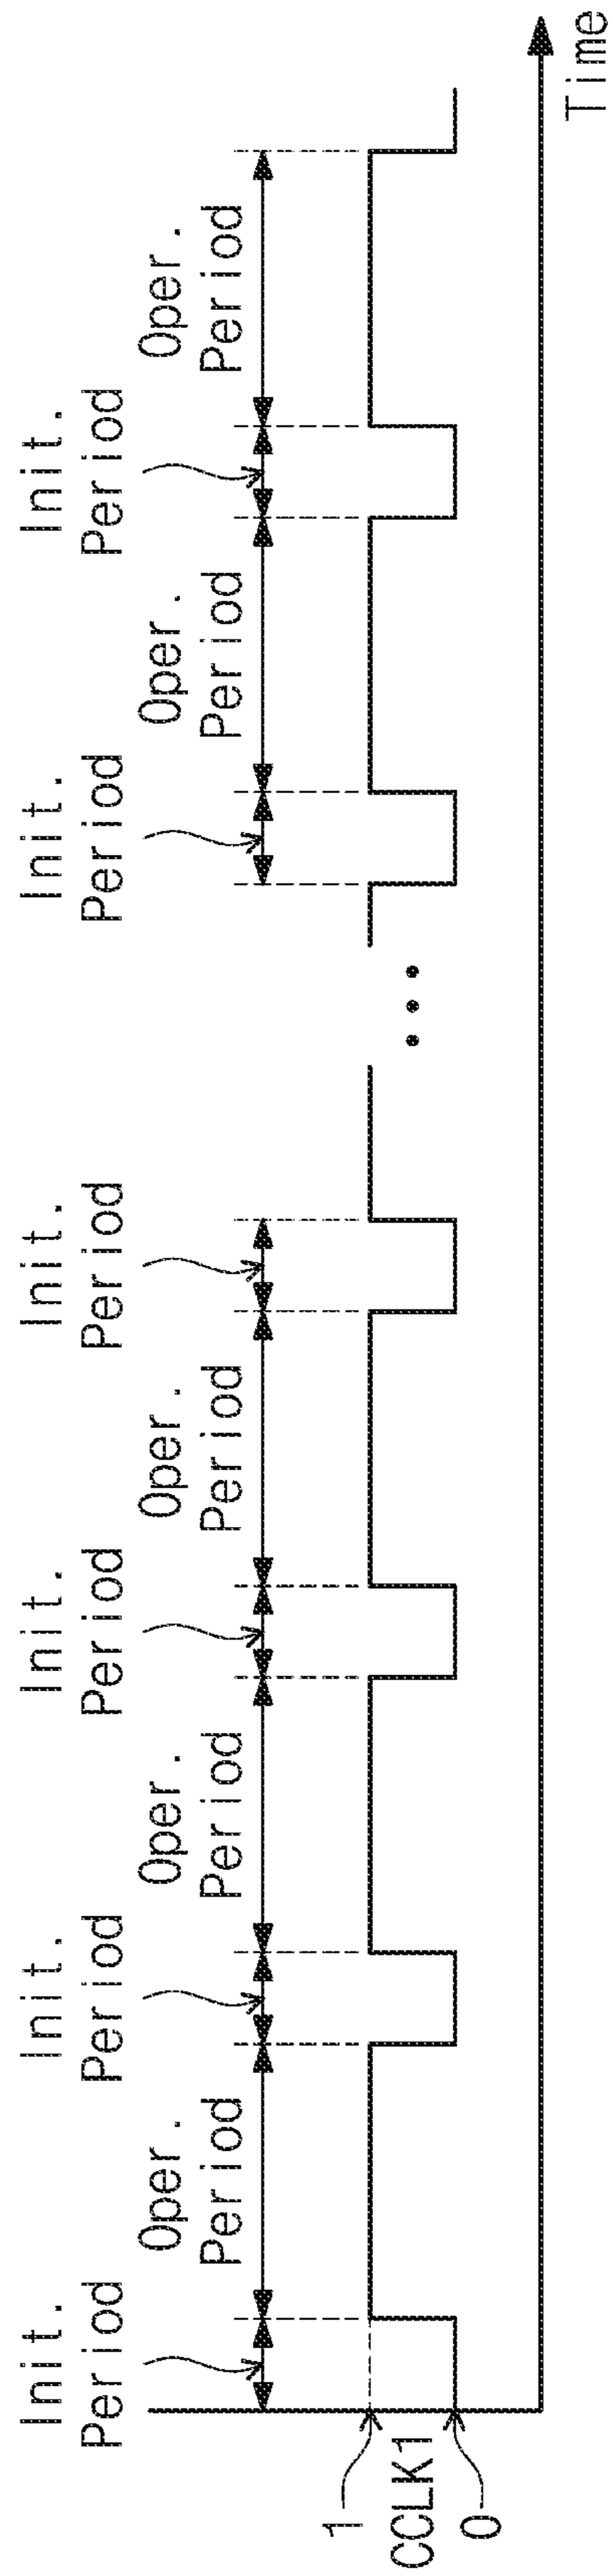 Init.
Period
Oper.
Period
Init.
Period
Oper.
Period
Init.
Period
Oper.
Period
Init.
Period
Init.
Period
Oper.
Period
Init.
Period
Oper.
Period
1
CCLK1
0
Time